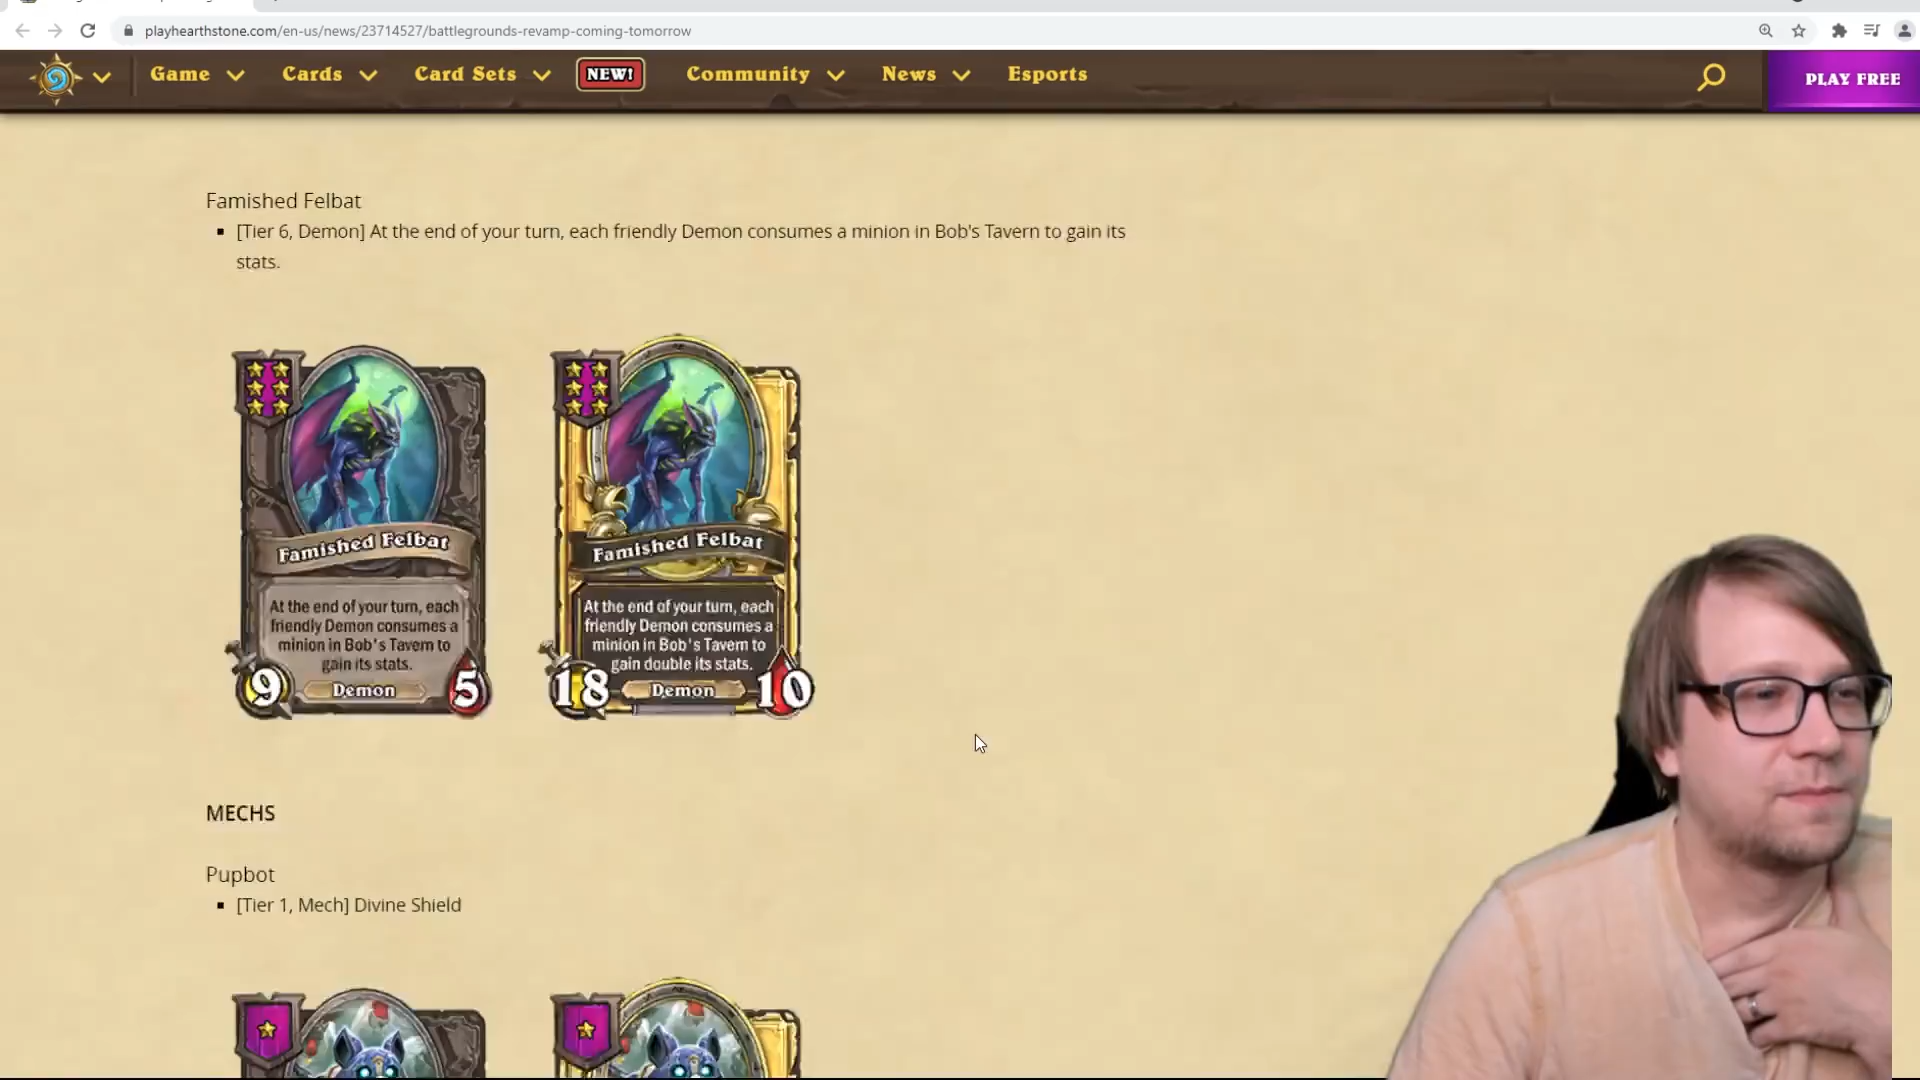 playhearthstone.com/en-us/news/23714527/battlegrounds-revamp-coming-tomorrow
Game Cards Card Sets NEW! Community News Esports PLAY FREE
Famished Felbat
[Tier 6, Demon] At the end of your turn, each friendly Demon consumes a minion in Bob's Tavern to gain its
stats.
Famished Felbat
At the end of your turn, each
friendly Demon consumes a
minion in Bob's Tavern to
gain its stats.
9 Demon 5
Famished Felbat
At the end of your turn, each
friendly Demon consumes a
minion in Bob's Tavern to
gain double its stats.
18 Demon 10
MECHS
Pupbot
[Tier 1, Mech] Divine Shield